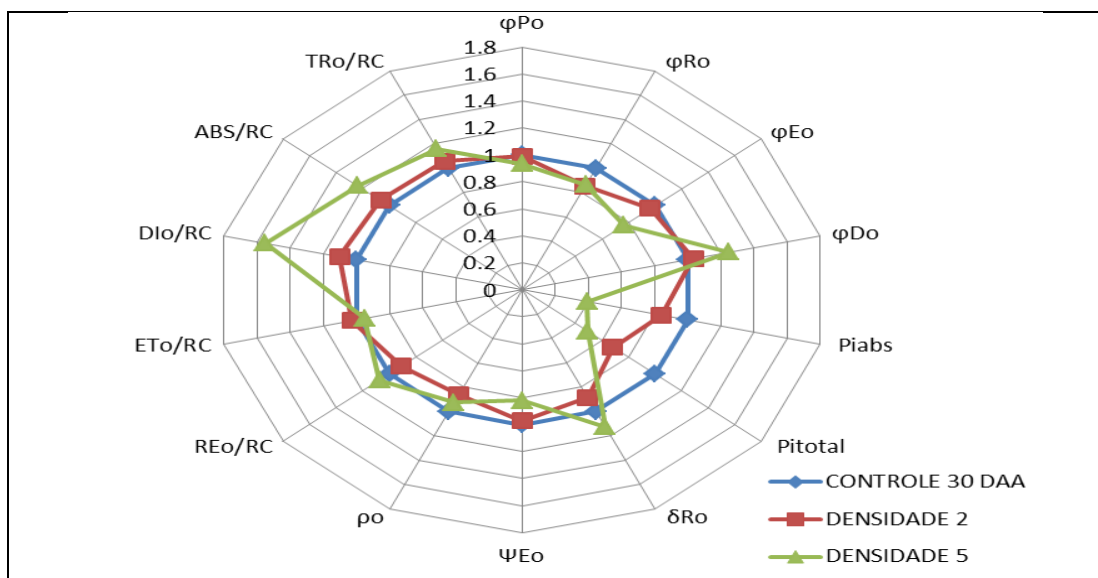 φPo
φRo
φEo
φDo
Piabs
Pitotal
δRo
ΨEo
ρo
REo/RC
ETo/RC
DIo/RC
ABS/RC
TRo/RC
1.8
1.6
1.4
1.2
1
0.8
0.6
0.4
0.2
0
CONTROLE 30 DAA
DENSIDADE 2
DENSIDADE 5